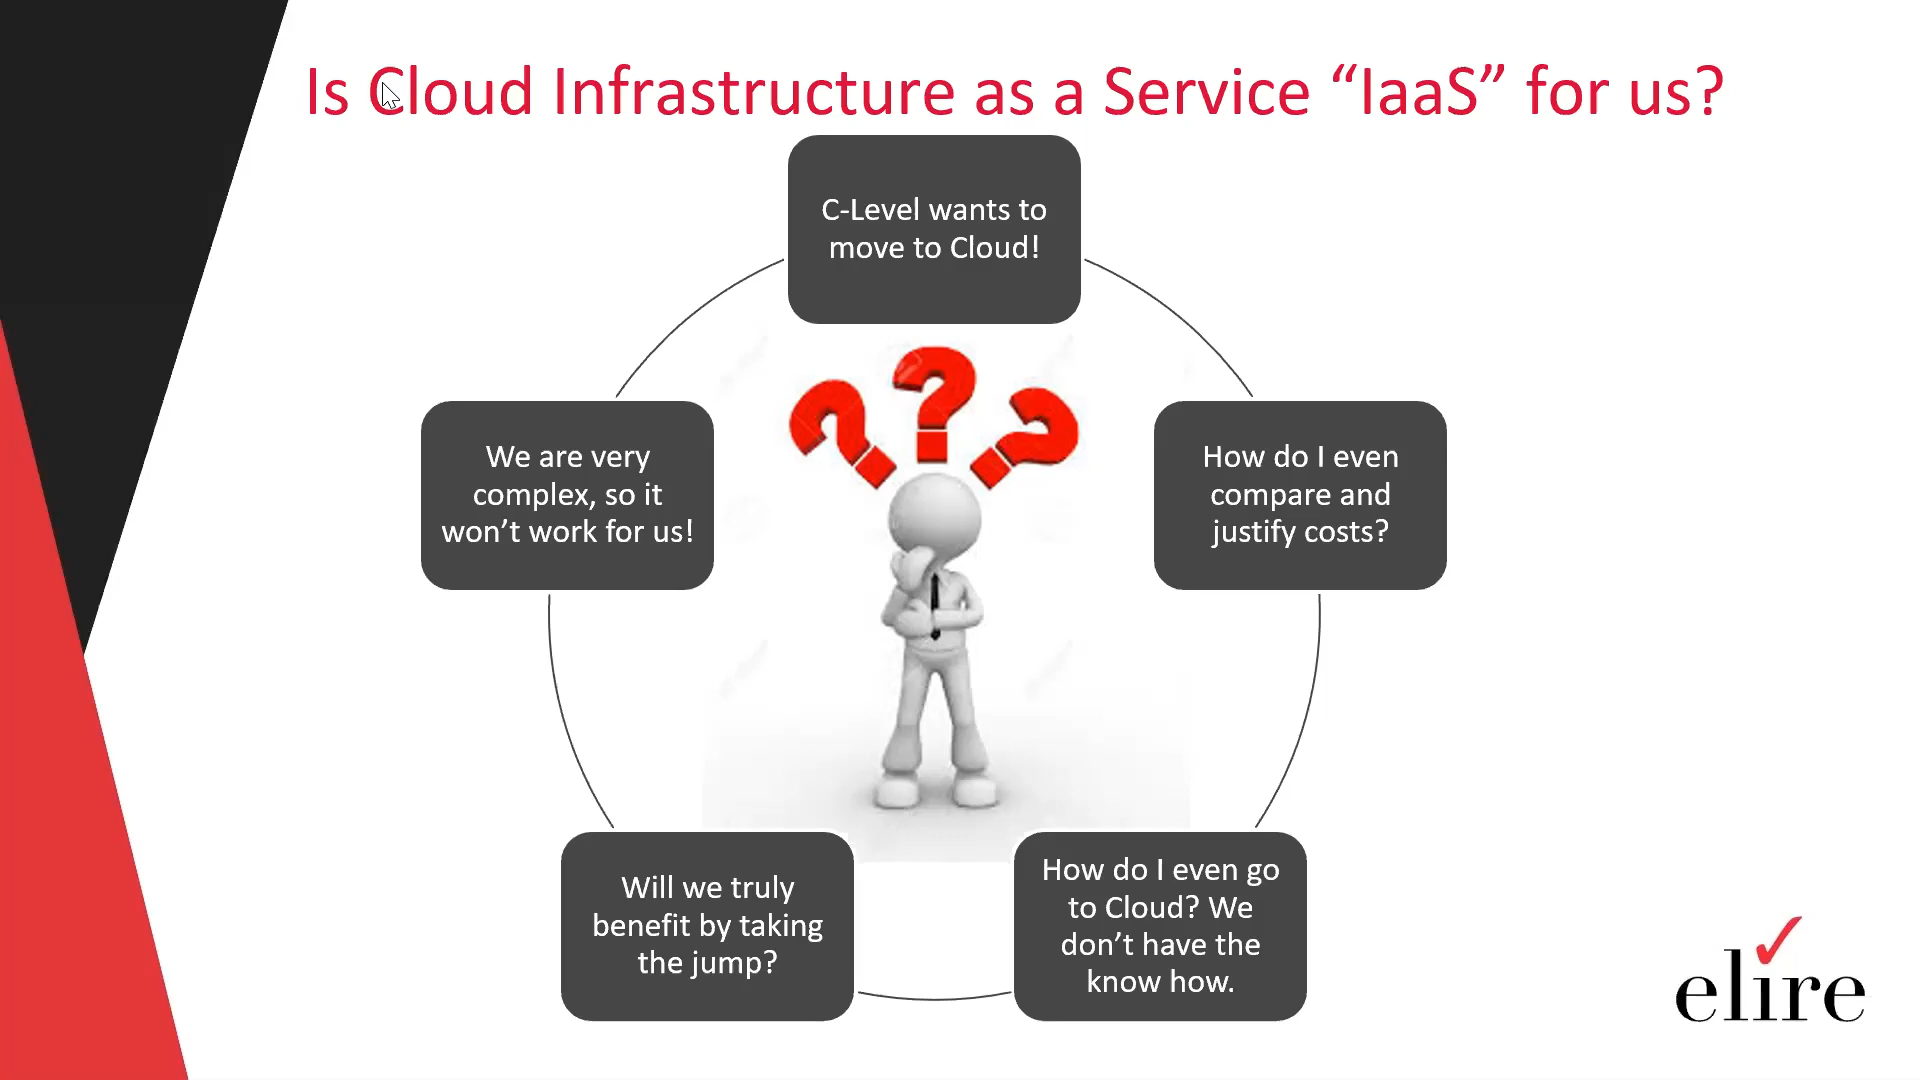 Is Cloud Infrastructure as a Service “IaaS” for us?
C-Level wants to
move to Cloud!
How do I even
compare and
justify costs?
How do I even go
to Cloud? We
don’t have the
know how.
Will we truly
benefit by taking
the jump?
We are very
complex, so it
won’t work for us!
elire